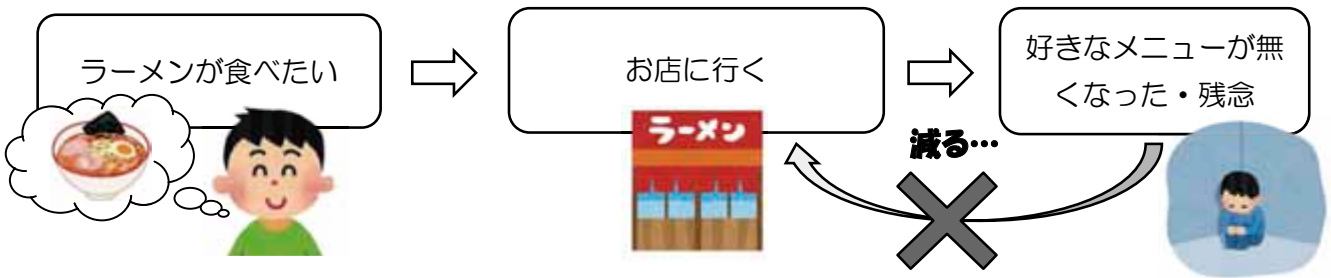 ラーメンが食べたい
お店に行く
好きなメニューが無
くなった・残念
ラーメン
減る…